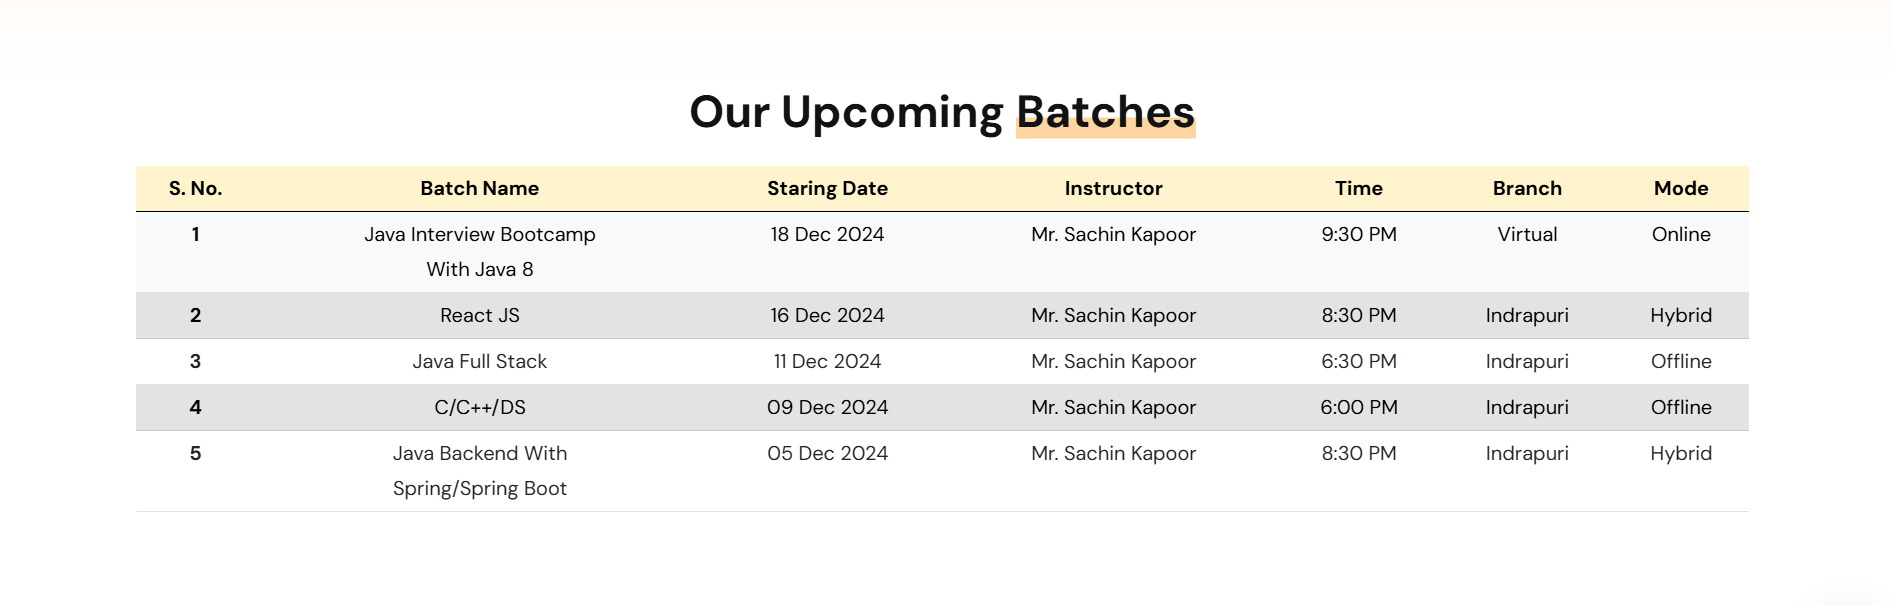 Our Upcoming Batches
S. No. Batch Name Staring Date Instructor Time Branch Mode
1 Java Interview Bootcamp 18 Dec 2024 Mr. Sachin Kapoor 9:30 PM Virtual Online
With Java 8
2 React JS 16 Dec 2024 Mr. Sachin Kapoor 8:30 PM Indrapuri Hybrid
3 Java Full Stack 11 Dec 2024 Mr. Sachin Kapoor 6:30 PM Indrapuri Offline
4 C/C++/DS 09 Dec 2024 Mr. Sachin Kapoor 6:00 PM Indrapuri Offline
5 Java Backend With 05 Dec 2024 Mr. Sachin Kapoor 8:30 PM Indrapuri Hybrid
Spring/Spring Boot